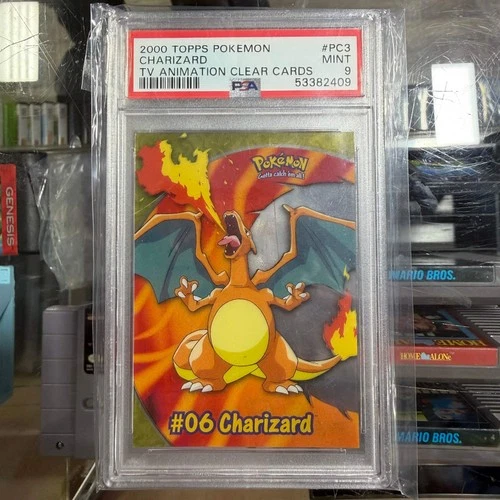 2000 TOPPS POKEMON #PC3
CHARIZARD MINT
TV ANIMATION CLEAR CARDS 9
PSA 53382409
POKéMON
Gotta catch 'em all!
#06 Charizard
GENESIS
MARIO BROS.
HOME ALONe
MARIO BROS.